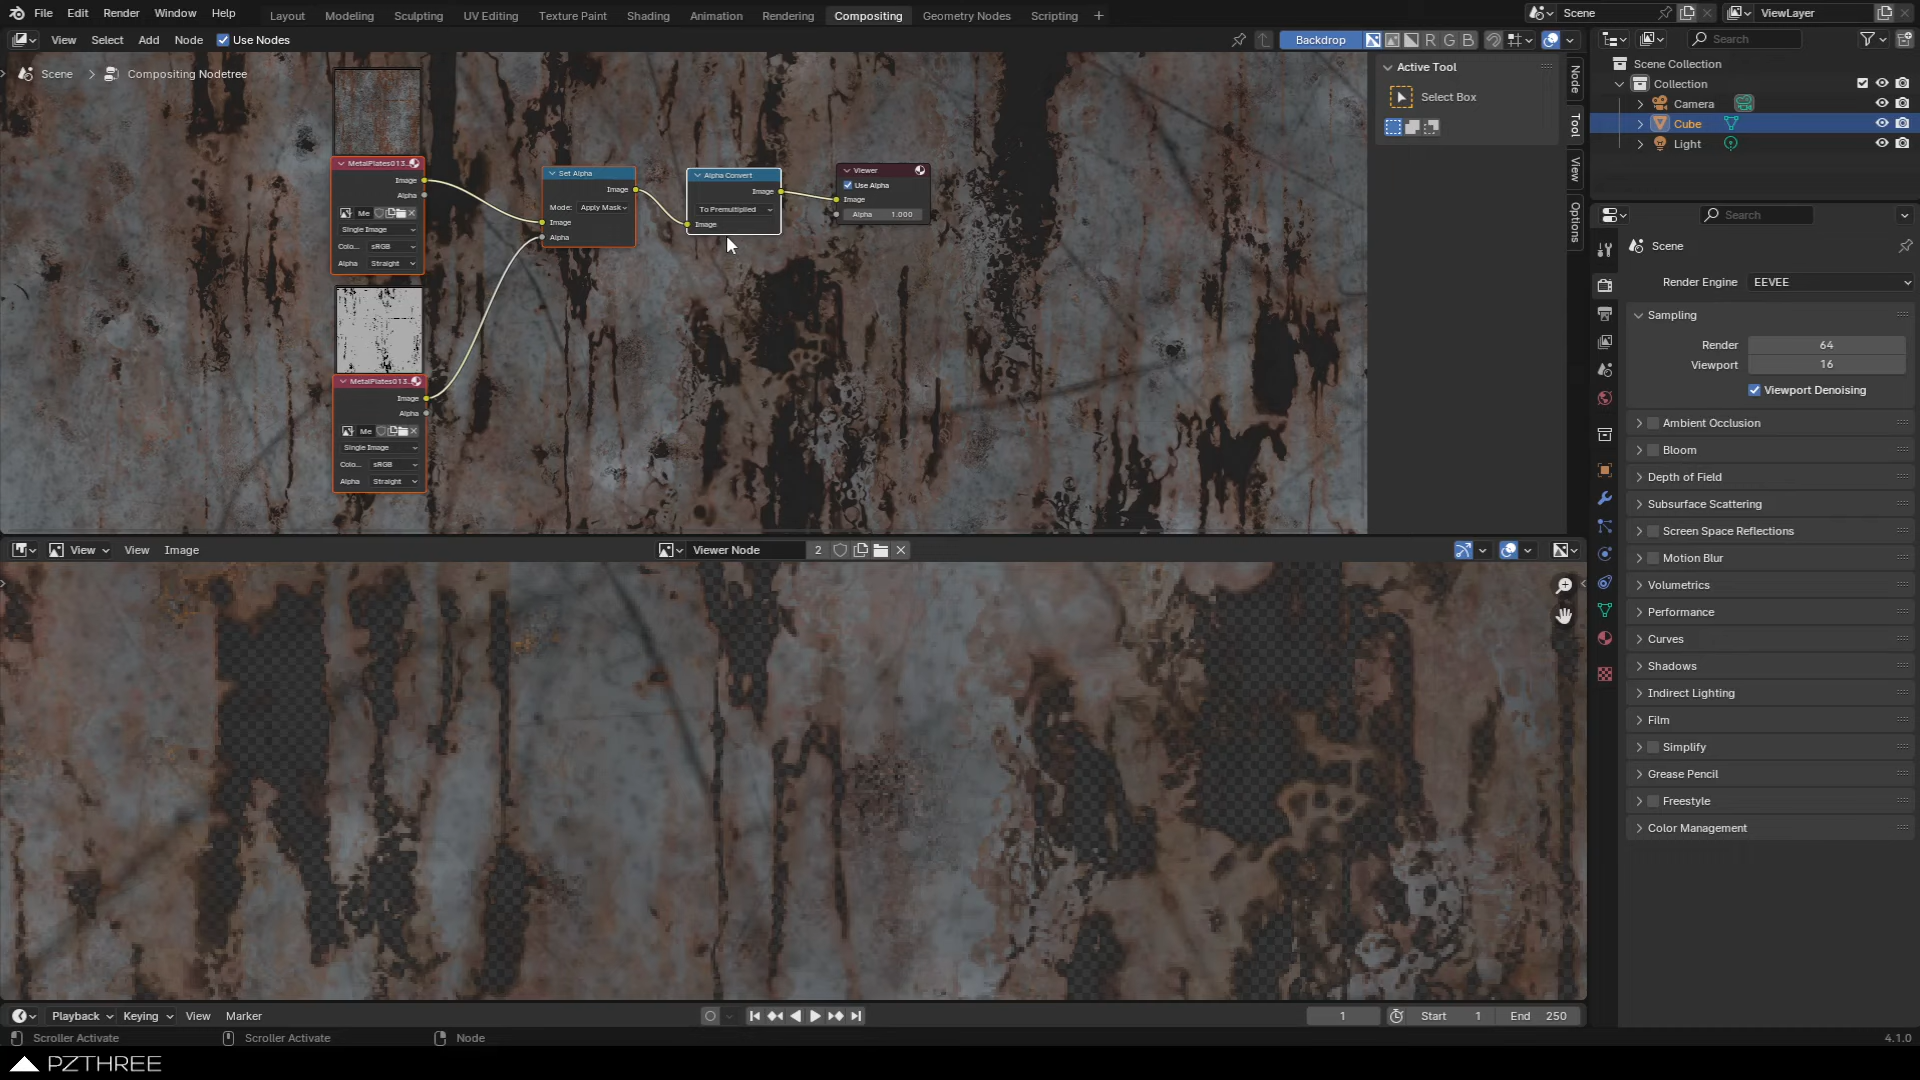 File Edit Render Window Help Layout Modeling Sculpting UV Editing Texture Paint Shading Animation Rendering Compositing Geometry Nodes Scripting + Scene ViewLayer
View Select Add Node Use Nodes Backdrop R G B Search
Scene > Compositing Nodetree
Active Tool
Select Box
Node
Tool
View
Options
MetalPlates013...
Image
Alpha
Me
Single Image
Colo... sRGB
Alpha Straight
MetalPlates013...
Image
Alpha
Me
Single Image
Colo... sRGB
Alpha Straight
Set Alpha
Image
Mode: Apply Mask
Image
Alpha
Alpha Convert
Image
To Premultiplied
Image
Viewer
Use Alpha
Image
Alpha 1.000
Scene Collection
Collection
Camera
Cube
Light
Search
Scene
Render Engine EEVEE
Sampling
Render 64
Viewport 16
Viewport Denoising
Ambient Occlusion
Bloom
Depth of Field
Subsurface Scattering
Screen Space Reflections
Motion Blur
Volumetrics
Performance
Curves
Shadows
Indirect Lighting
Film
Simplify
Grease Pencil
Freestyle
Color Management
View View Image Viewer Node 2
Playback Keying View Marker 1 Start 1 End 250
Scroller Activate Scroller Activate Node 4.1.0
PZTHREE